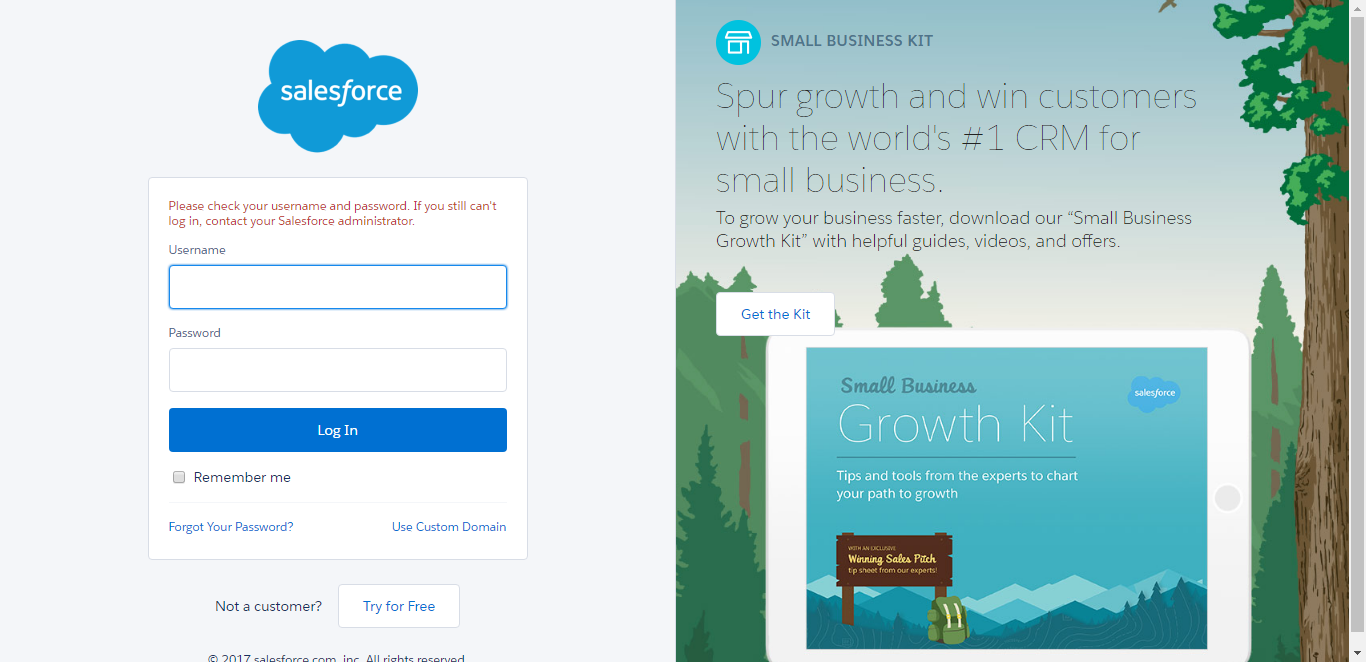 salesforce
Please check your username and password. If you still can't
log in, contact your Salesforce administrator.
Username
Password
Log In
Remember me
Forgot Your Password?
Use Custom Domain
Not a customer?
Try for Free
© 2017 salesforce.com, inc. All rights reserved.
SMALL BUSINESS KIT
Spur growth and win customers
with the world's #1 CRM for
small business.
To grow your business faster, download our “Small Business
Growth Kit” with helpful guides, videos, and offers.
Get the Kit
Small Business
salesforce
Growth Kit
Tips and tools from the experts to chart
your path to growth
WITH AN EXCLUSIVE
Winning Sales Pitch
tip sheet from our experts!